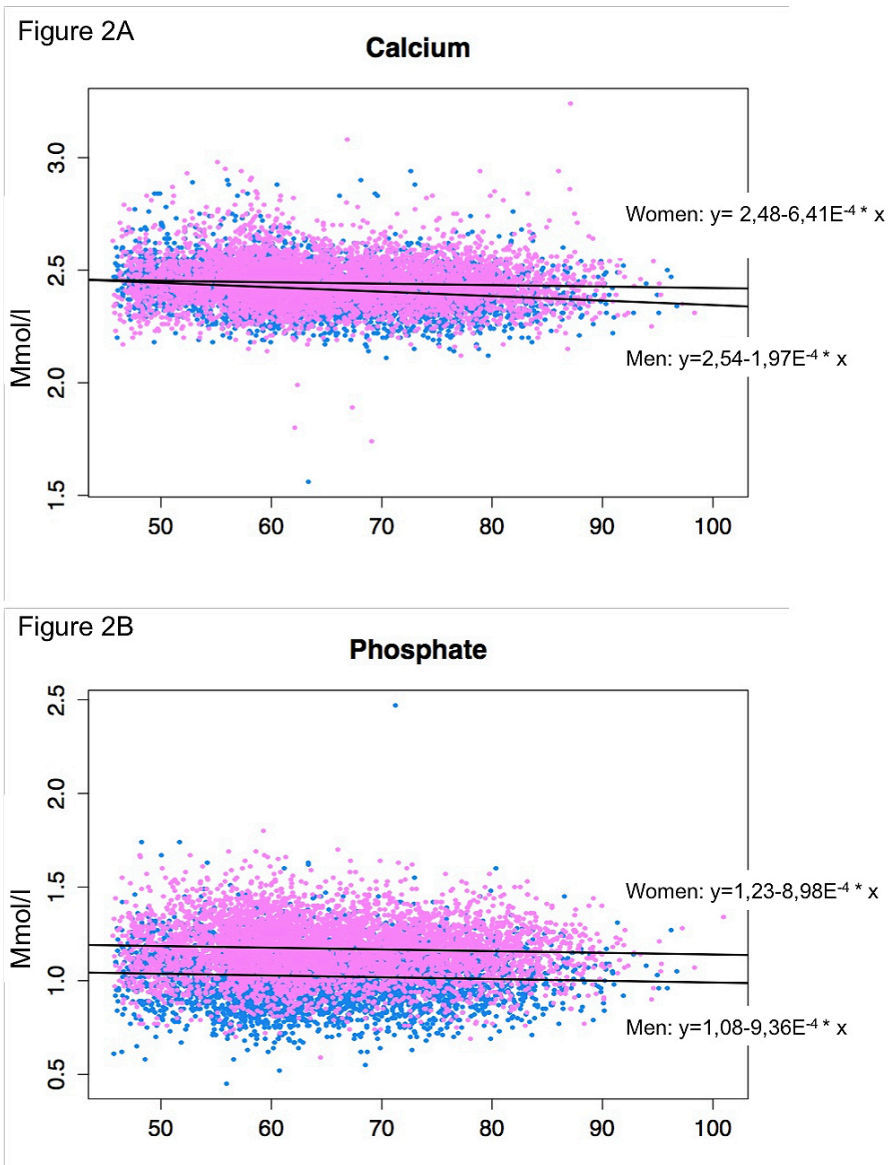 Figure 2A
Calcium
3.0
2.5
2.0
1.5
Mmol/l
Women: y= 2,48-6,41E-4 * x
Men: y=2,54-1,97E-4 * x
50 60 70 80 90 100
Figure 2B
Phosphate
2.5
2.0
1.5
1.0
0.5
Mmol/l
Women: y=1,23-8,98E-4 * x
Men: y=1,08-9,36E-4 * x
50 60 70 80 90 100